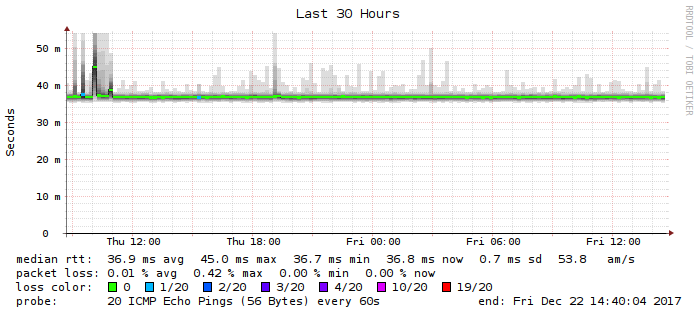 Last 30 Hours
RRDTOOL / TOBI OETIKER
Seconds
50 m
40 m
30 m
20 m
10 m
0
Thu 12:00 Thu 18:00 Fri 00:00 Fri 06:00 Fri 12:00
median rtt: 36.9 ms avg 45.0 ms max 36.7 ms min 36.8 ms now 0.7 ms sd 53.8 am/s
packet loss: 0.01 % avg 0.42 % max 0.00 % min 0.00 % now
loss color: 0 1/20 2/20 3/20 4/20 10/20 19/20
probe: 20 ICMP Echo Pings (56 Bytes) every 60s end: Fri Dec 22 14:40:04 2017